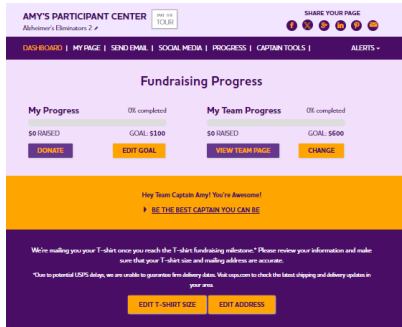 AMY'S PARTICIPANT CENTER
Alzheimer's Eliminators 2
TOUR
SHARE YOUR PAGE
DASHBOARD | MY PAGE | SEND EMAIL | SOCIAL MEDIA | PROGRESS | CAPTAIN TOOLS | ALERTS
Fundraising Progress
My Progress 0% completed
$0 RAISED GOAL: $100
DONATE EDIT GOAL
My Team Progress 0% completed
$0 RAISED GOAL: $600
VIEW TEAM PAGE CHANGE
Hey Team Captain Amy! You're Awesome!
BE THE BEST CAPTAIN YOU CAN BE
We're mailing you your T-shirt once you reach the T-shirt fundraising milestone.* Please review your information and make
sure that your T-shirt size and mailing address are accurate.
*Due to potential USPS delays, we are unable to guarantee firm delivery dates. Visit usps.com to check the latest shipping and delivery updates in
your area.
EDIT T-SHIRT SIZE EDIT ADDRESS